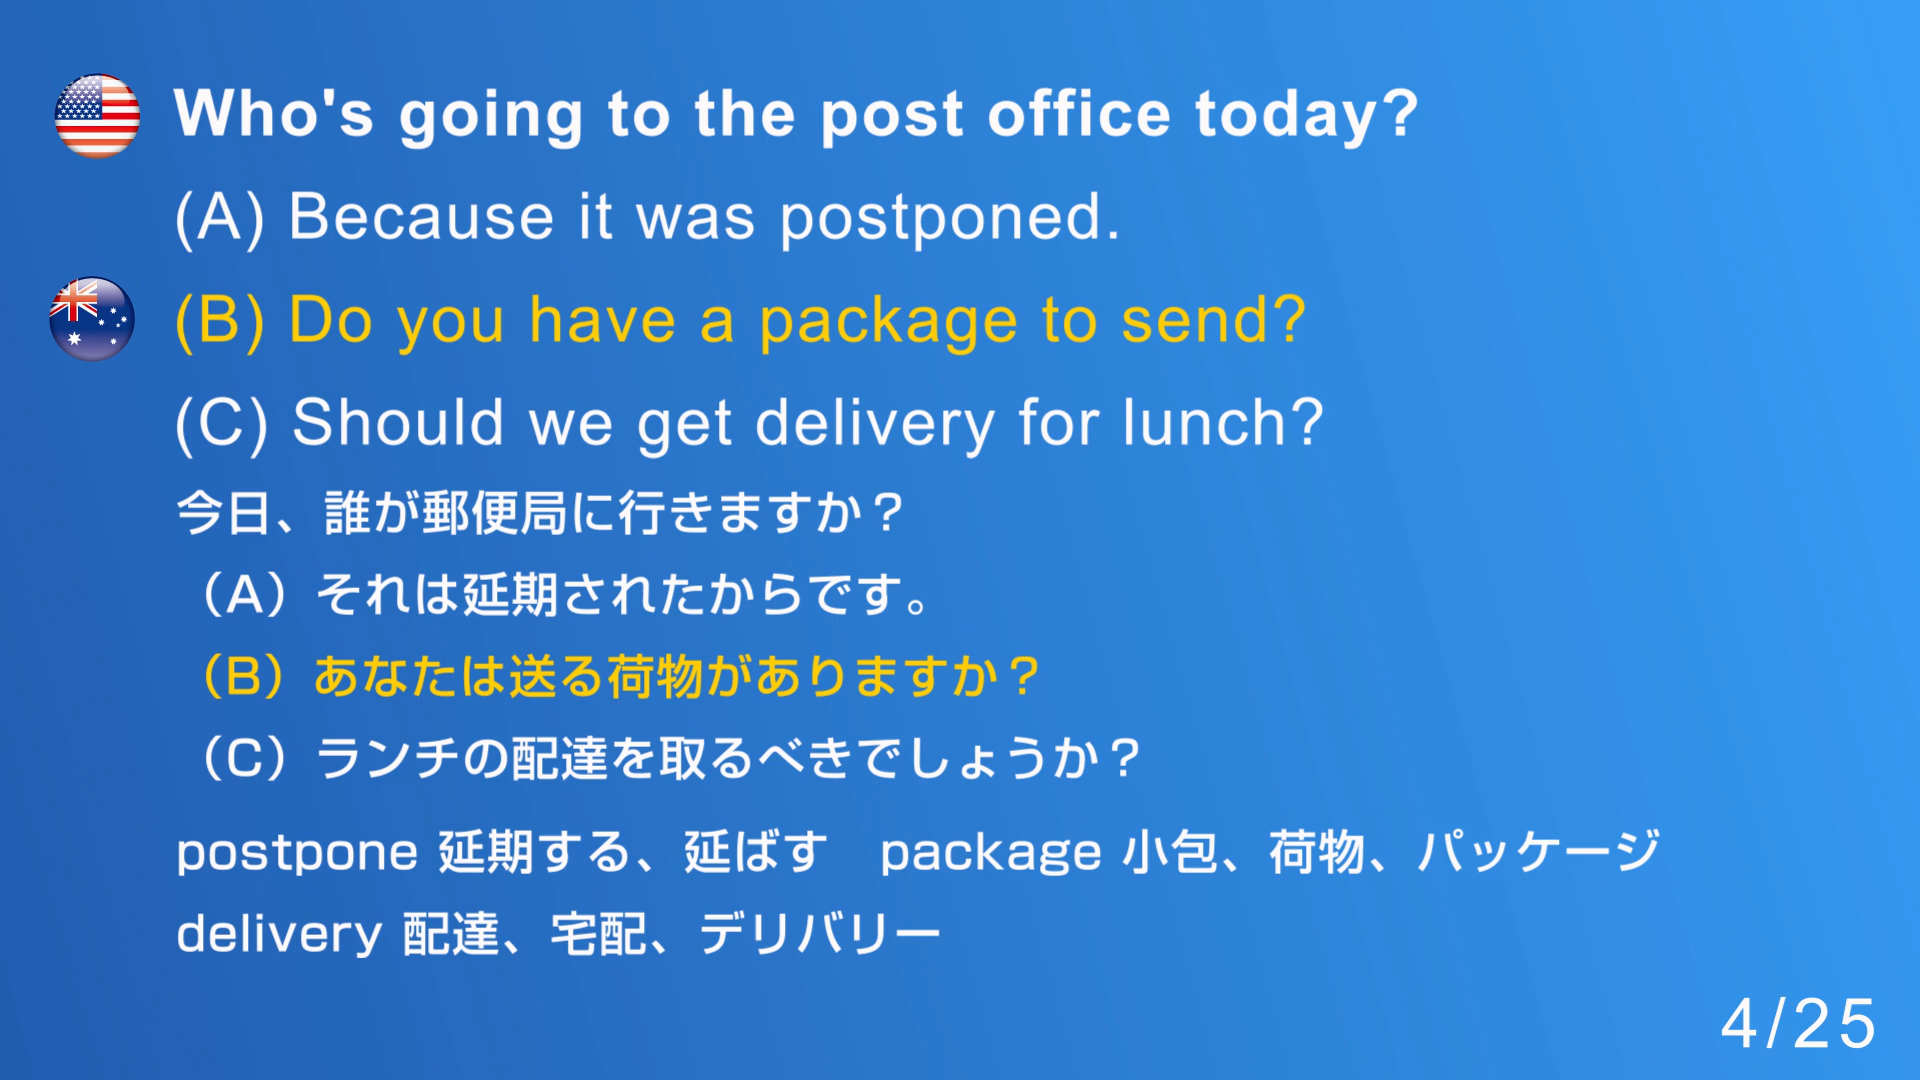 Who's going to the post office today?
(A) Because it was postponed.
(B) Do you have a package to send?
(C) Should we get delivery for lunch?
今日、誰が郵便局に行きますか？
（A）それは延期されたからです。
（B）あなたは送る荷物がありますか？
（C）ランチの配達を取るべきでしょうか？
postpone 延期する、延ばす　package 小包、荷物、パッケージ
delivery 配達、宅配、デリバリー
4/25